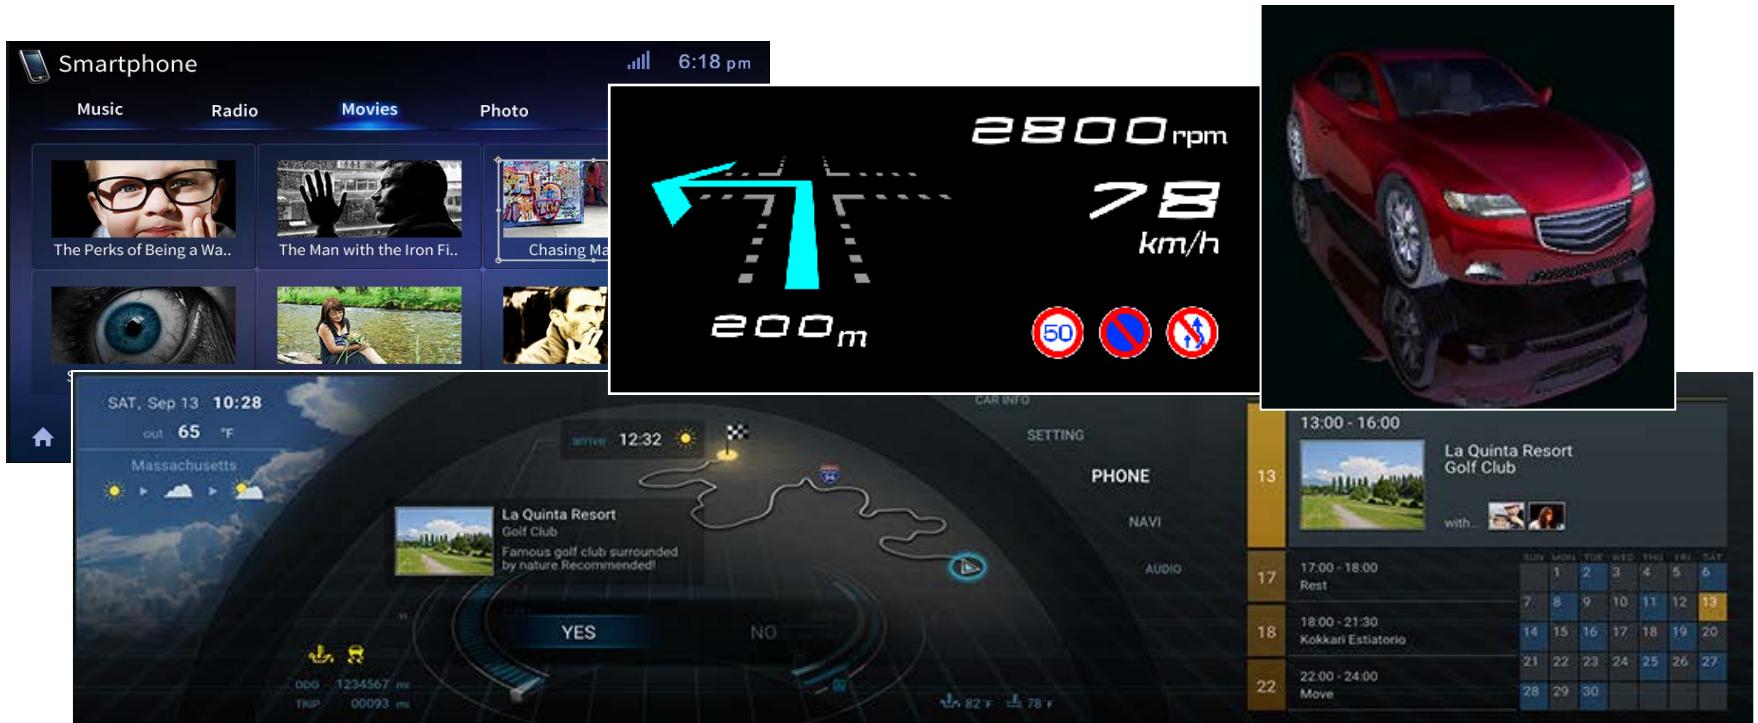 Smartphone
6:18 pm
Music Radio Movies Photo
The Perks of Being a Wa.. The Man with the Iron Fi.. Chasing Ma
2800 rpm
78
km/h
200m
50
SAT, Sep 13 10:28
out 65 °F
Massachusetts
arrive 12:32
La Quinta Resort
Golf Club
Famous golf club surrounded
by nature Recommended!
YES NO
ODO 1234567 mi
TRIP 00093 mi
82°F 78°F
CAR INFO
SETTING
PHONE
NAVI
AUDIO
13
13:00 - 16:00
La Quinta Resort
Golf Club
with...
17
17:00 - 18:00
Rest
18
18:00 - 21:30
Kokkari Estiatorio
22
22:00 - 24:00
Move
SUN MON TUE WED THU FRI SAT
1 2 3 4 5 6
7 8 9 10 11 12 13
14 15 16 17 18 19 20
21 22 23 24 25 26 27
28 29 30